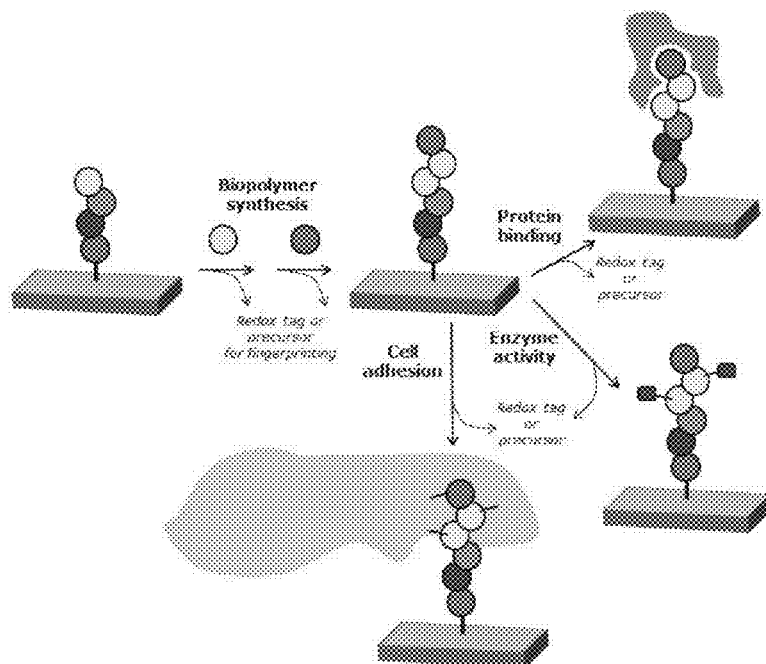 Biopolymer
synthesis
Redox tag or
precursor
for fingerprinting
Protein
binding
Redox tag
or
precursor
Cell
adhesion
Enzyme
activity
Redox tag
or
precursor